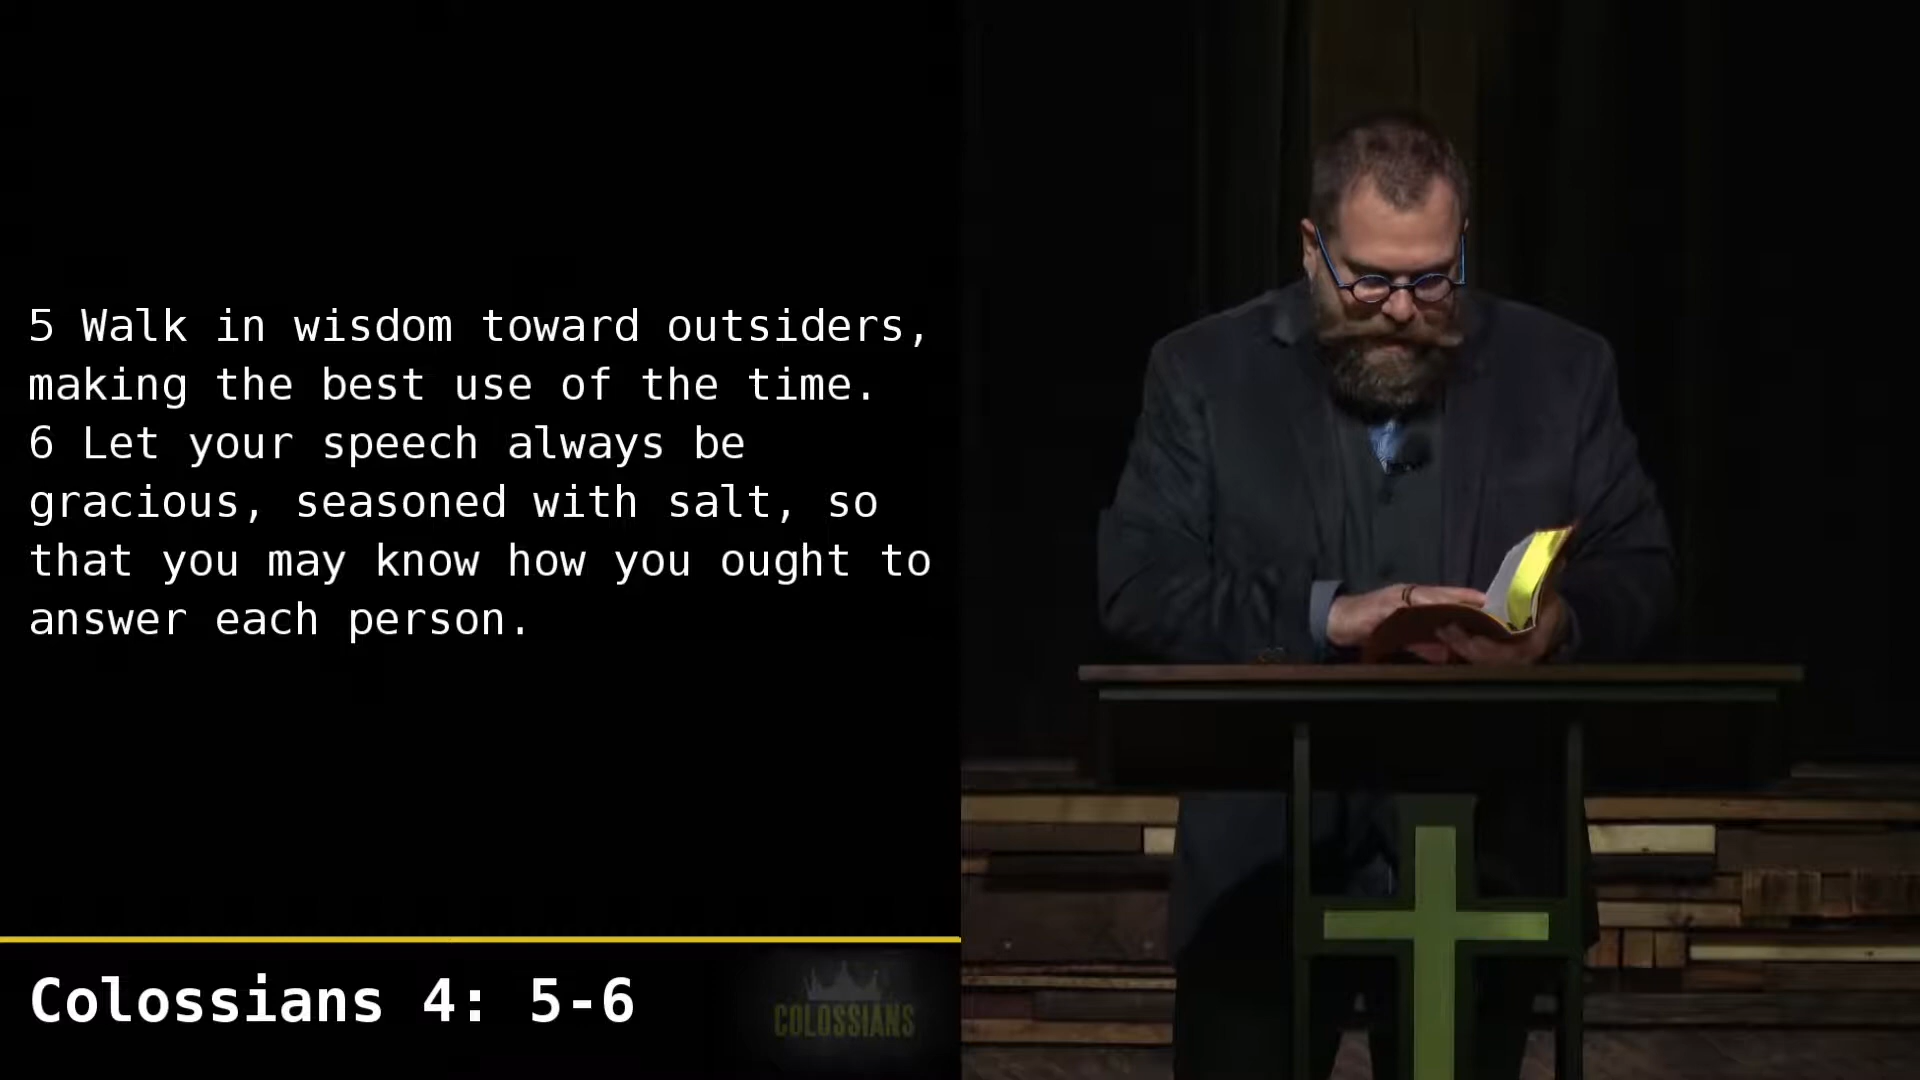 5 Walk in wisdom toward outsiders,
making the best use of the time.
6 Let your speech always be
gracious, seasoned with salt, so
that you may know how you ought to
answer each person.
Colossians 4: 5-6
COLOSSIANS